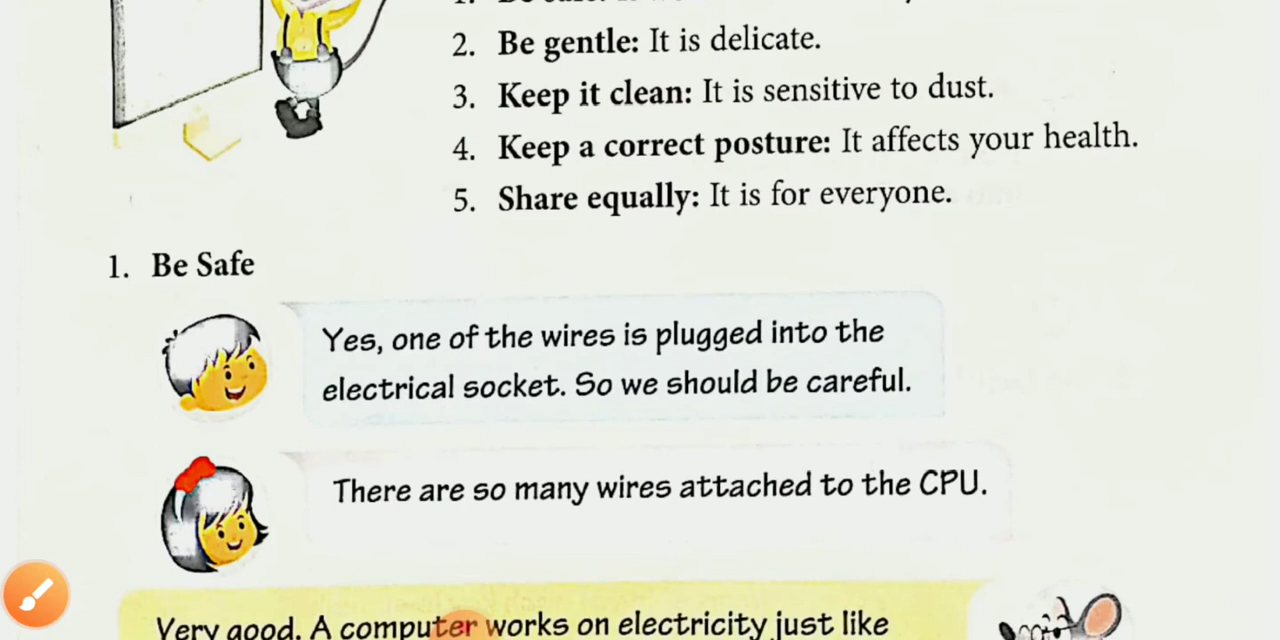 2. Be gentle: It is delicate.
3. Keep it clean: It is sensitive to dust.
4. Keep a correct posture: It affects your health.
5. Share equally: It is for everyone.
1. Be Safe
Yes, one of the wires is plugged into the
electrical socket. So we should be careful.
There are so many wires attached to the CPU.
Very good. A computer works on electricity just like